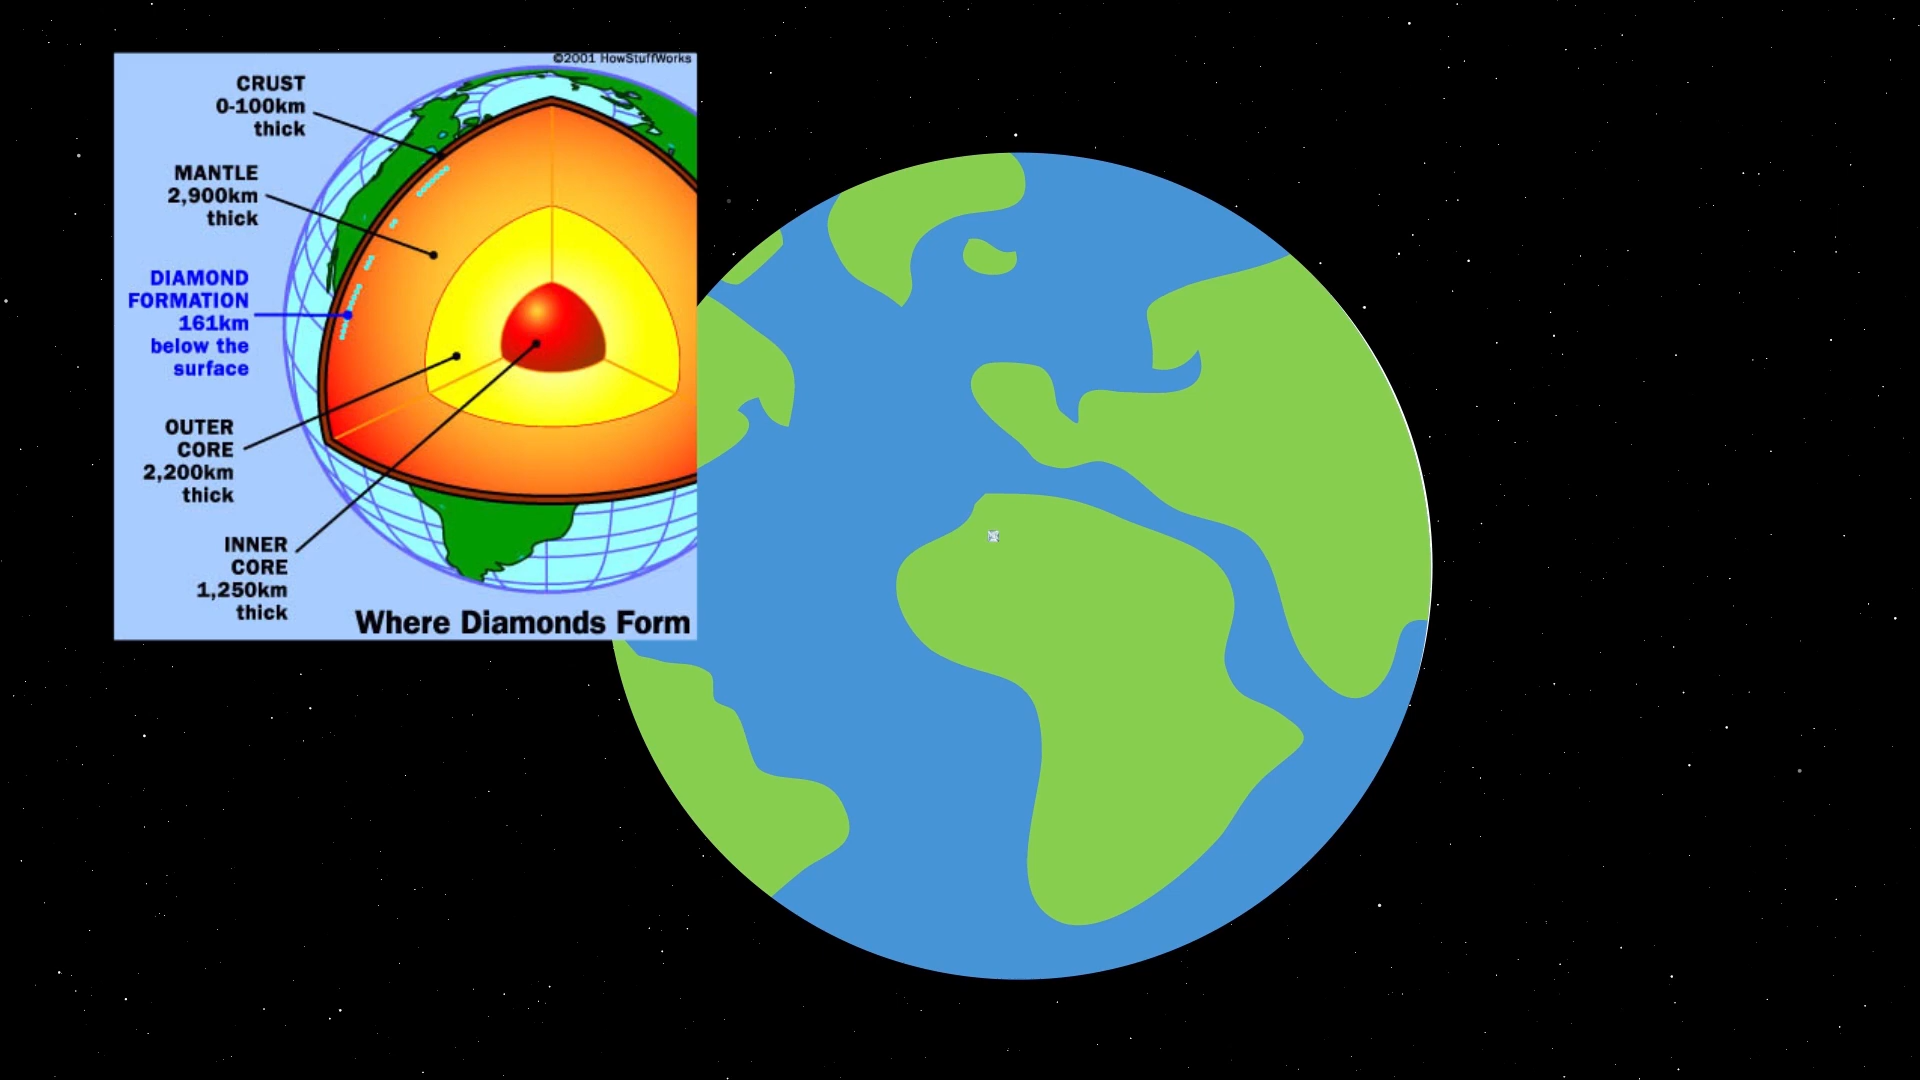 ©2001 HowStuffWorks
CRUST
0-100km
thick
MANTLE
2,900km
thick
DIAMOND
FORMATION
161km
below the
surface
OUTER
CORE
2,200km
thick
INNER
CORE
1,250km
thick
Where Diamonds Form